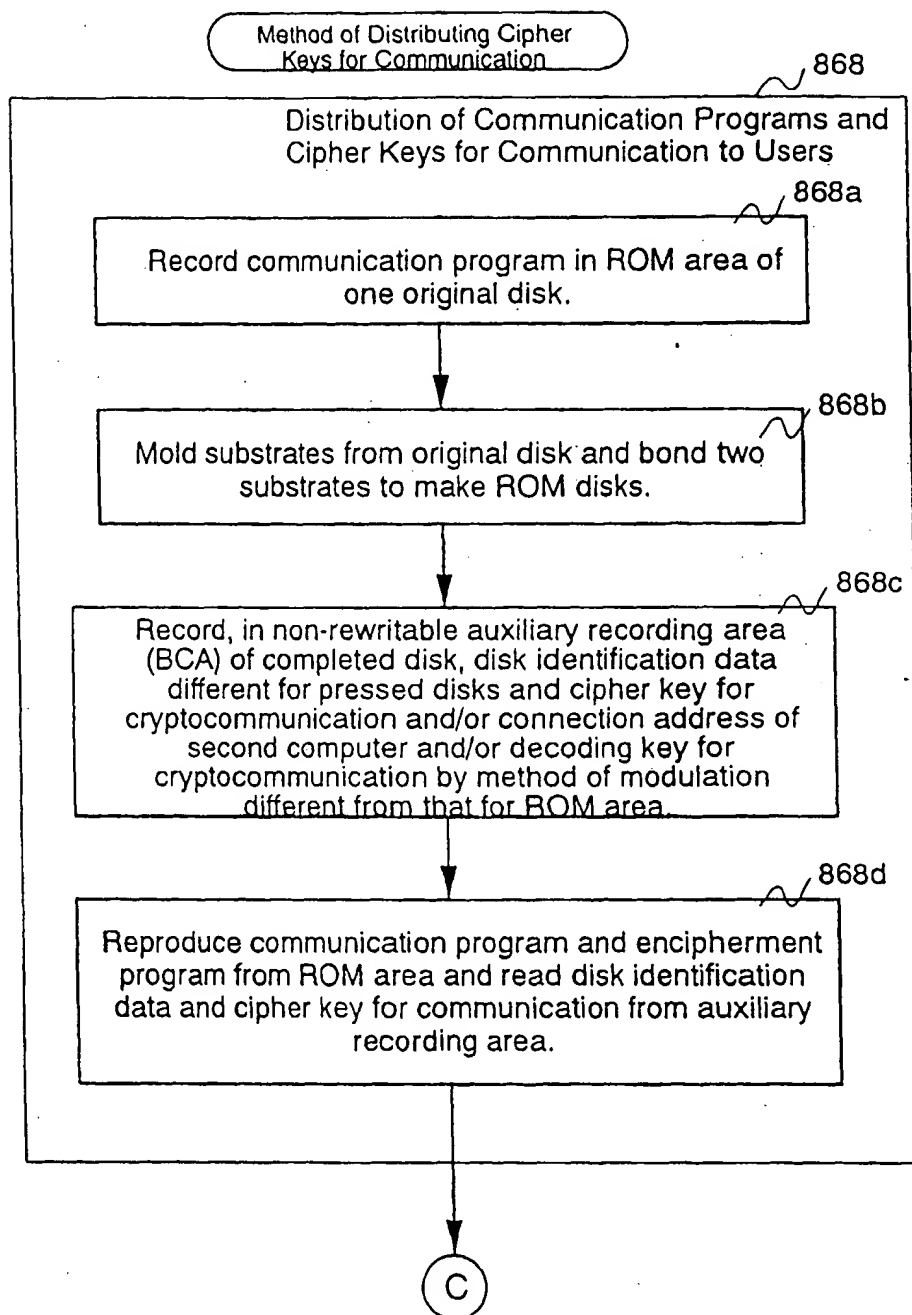 Method of Distributing Cipher
Keys for Communication
868
Distribution of Communication Programs and
Cipher Keys for Communication to Users
868a
Record communication program in ROM area of
one original disk.
868b
Mold substrates from original disk and bond two
substrates to make ROM disks.
868c
Record, in non-rewritable auxiliary recording area
(BCA) of completed disk, disk identification data
different for pressed disks and cipher key for
cryptocommunication and/or connection address of
second computer and/or decoding key for
cryptocommunication by method of modulation
different from that for ROM area.
868d
Reproduce communication program and encipherment
program from ROM area and read disk identification
data and cipher key for communication from auxiliary
recording area.
C